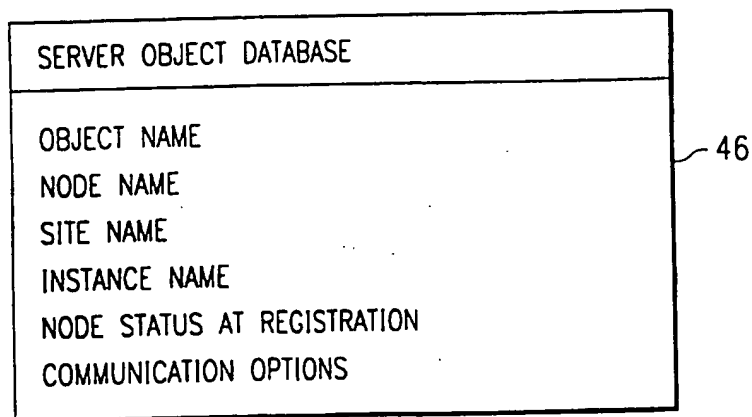 SERVER OBJECT DATABASE
OBJECT NAME
46
NODE NAME
SITE NAME
INSTANCE NAME
NODE STATUS AT REGISTRATION
COMMUNICATION OPTIONS